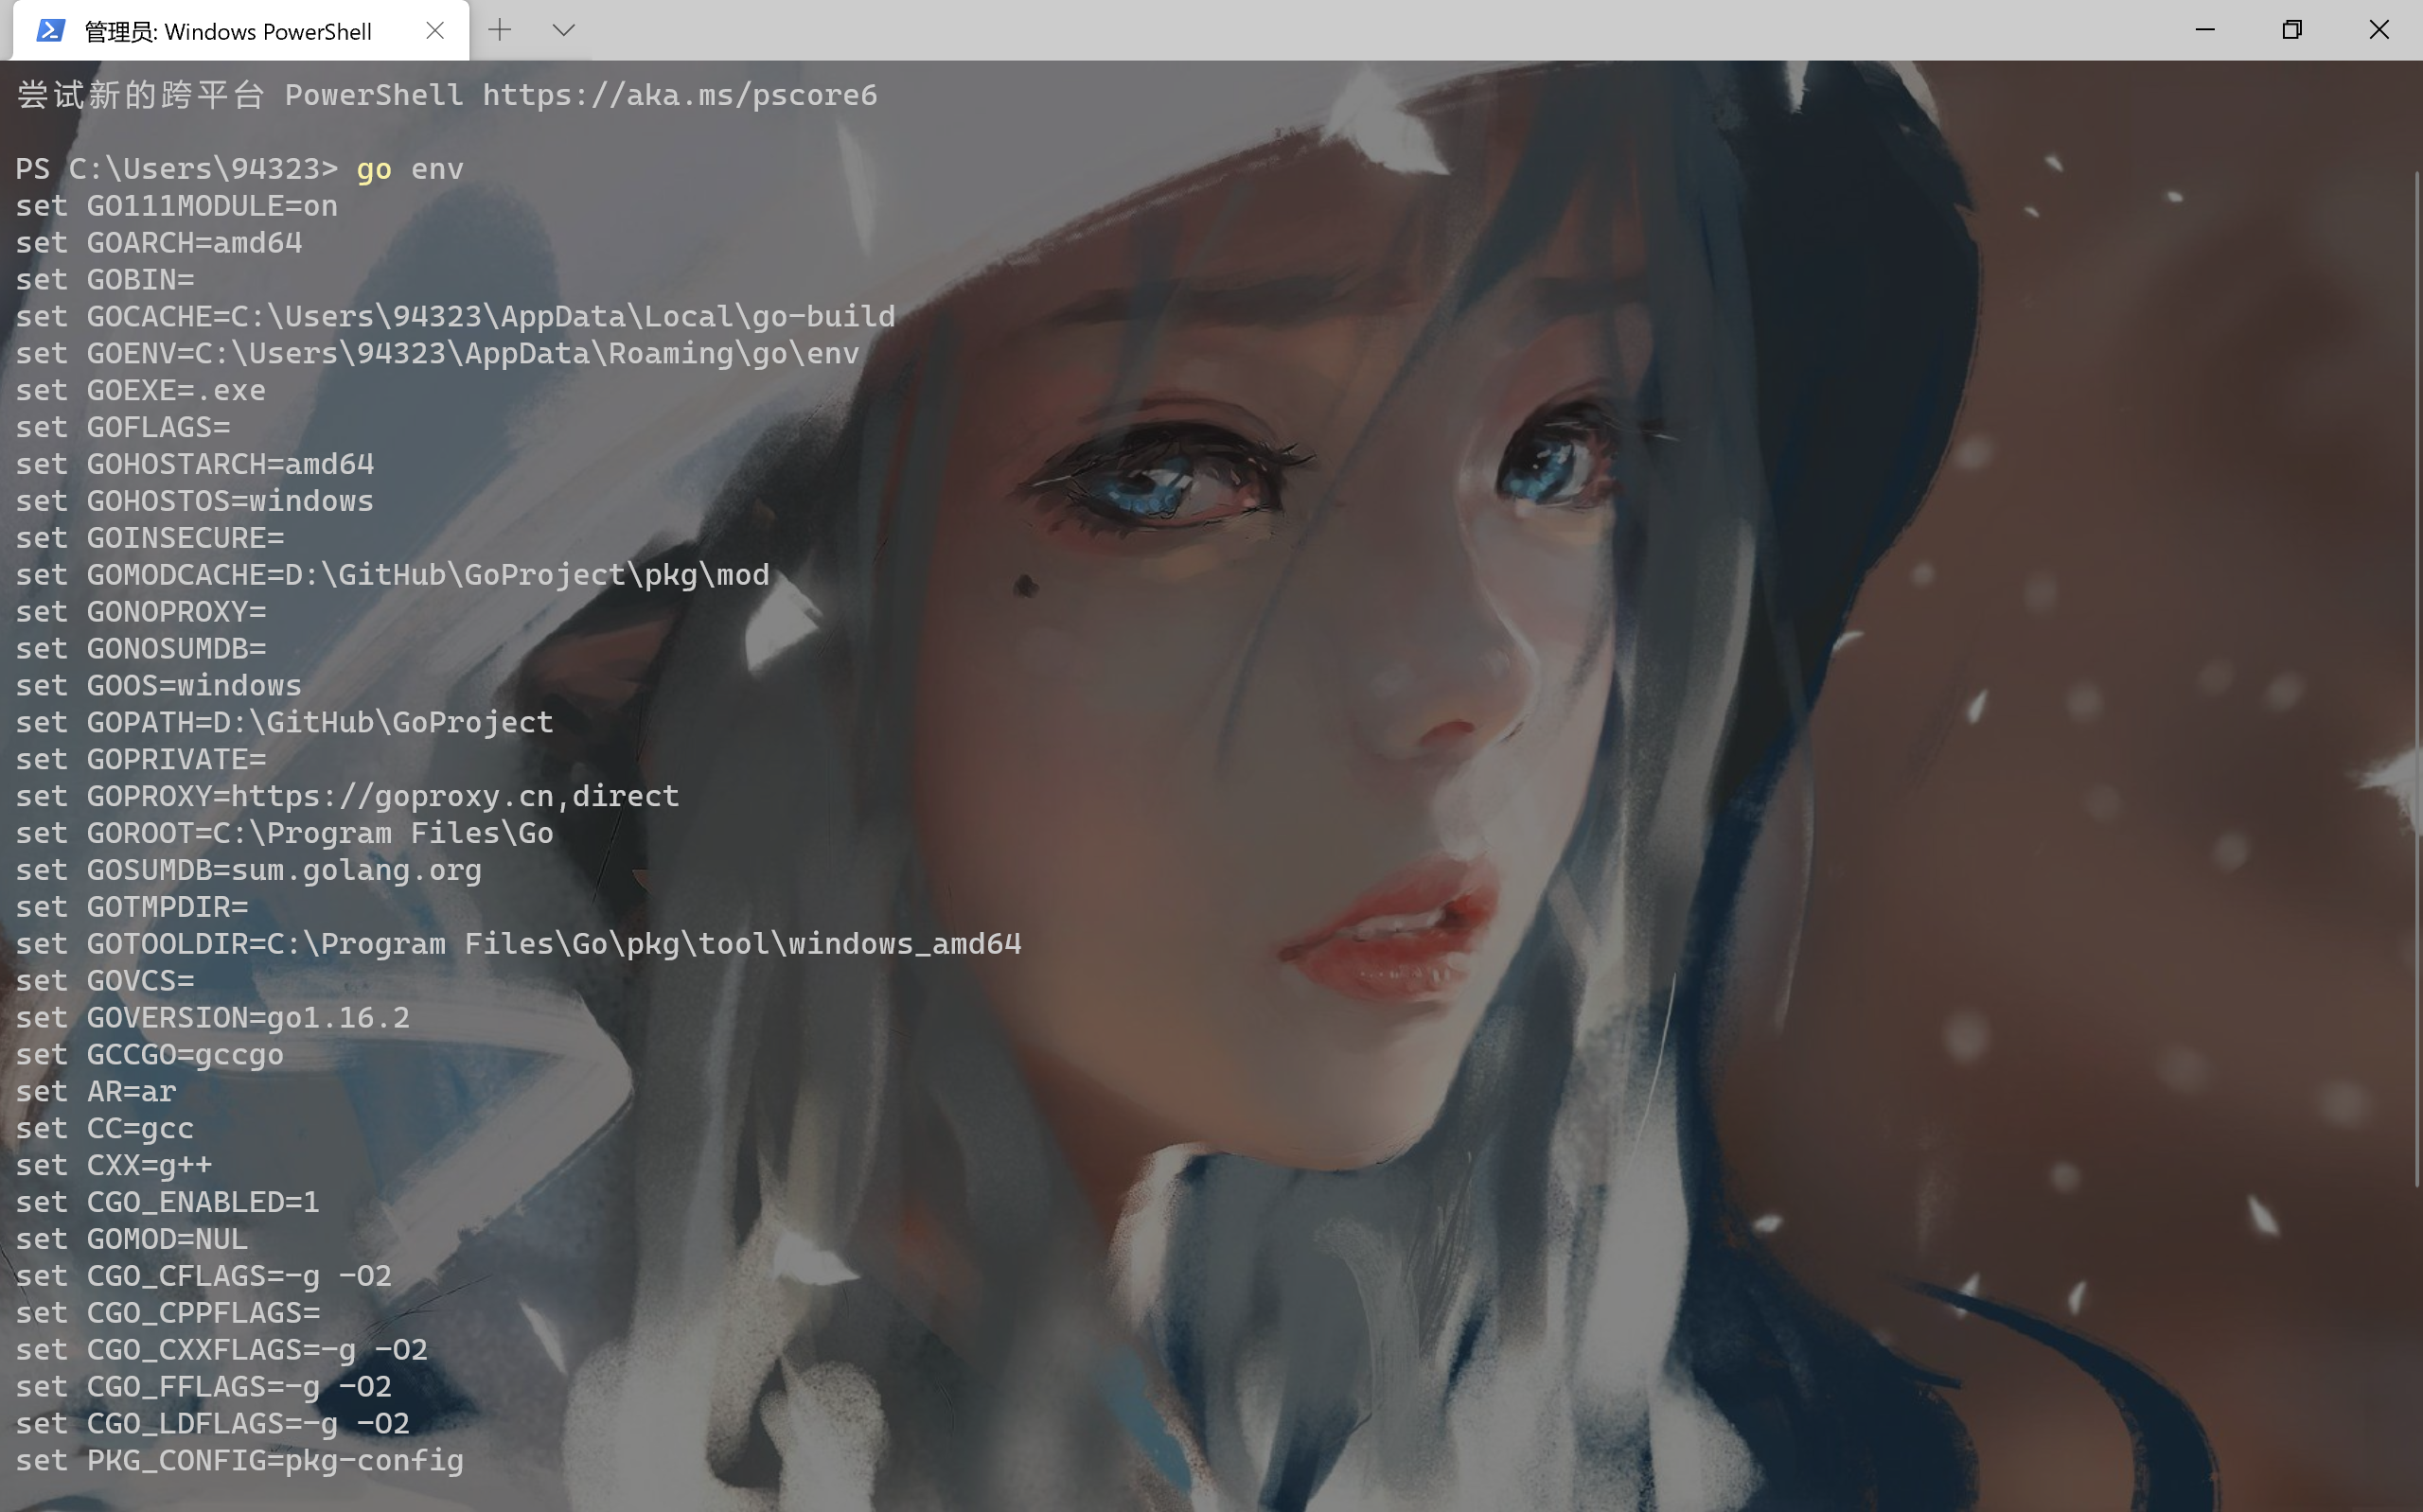 管理员: Windows PowerShell
尝试新的跨平台 PowerShell https://aka.ms/pscore6
PS C:\Users\94323> go env
set GO111MODULE=on
set GOARCH=amd64
set GOBIN=
set GOCACHE=C:\Users\94323\AppData\Local\go-build
set GOENV=C:\Users\94323\AppData\Roaming\go\env
set GOEXE=.exe
set GOFLAGS=
set GOHOSTARCH=amd64
set GOHOSTOS=windows
set GOINSECURE=
set GOMODCACHE=D:\GitHub\GoProject\pkg\mod
set GONOPROXY=
set GONOSUMDB=
set GOOS=windows
set GOPATH=D:\GitHub\GoProject
set GOPRIVATE=
set GOPROXY=https://goproxy.cn,direct
set GOROOT=C:\Program Files\Go
set GOSUMDB=sum.golang.org
set GOTMPDIR=
set GOTOOLDIR=C:\Program Files\Go\pkg\tool\windows_amd64
set GOVCS=
set GOVERSION=go1.16.2
set GCCGO=gccgo
set AR=ar
set CC=gcc
set CXX=g++
set CGO_ENABLED=1
set GOMOD=NUL
set CGO_CFLAGS=-g -O2
set CGO_CPPFLAGS=
set CGO_CXXFLAGS=-g -O2
set CGO_FFLAGS=-g -O2
set CGO_LDFLAGS=-g -O2
set PKG_CONFIG=pkg-config